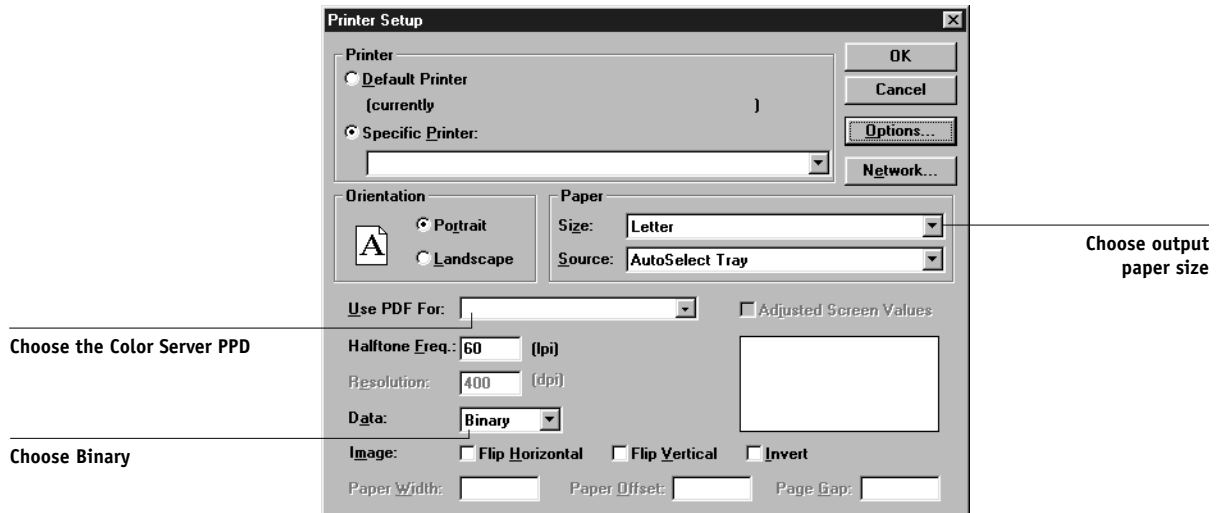 Printer Setup
Printer
Default Printer
(currently )
Specific Printer:
OK
Cancel
Options...
Network...
Orientation
A
Portrait
Landscape
Paper
Size: Letter
Source: AutoSelect Tray
Choose output
paper size
Use PDF For:
Adjusted Screen Values
Choose the Color Server PPD
Halftone Freq.: 60 (lpi)
Resolution: 400 (dpi)
Data: Binary
Choose Binary
Image: Flip Horizontal Flip Vertical Invert
Paper Width: Paper Offset: Page Gap: